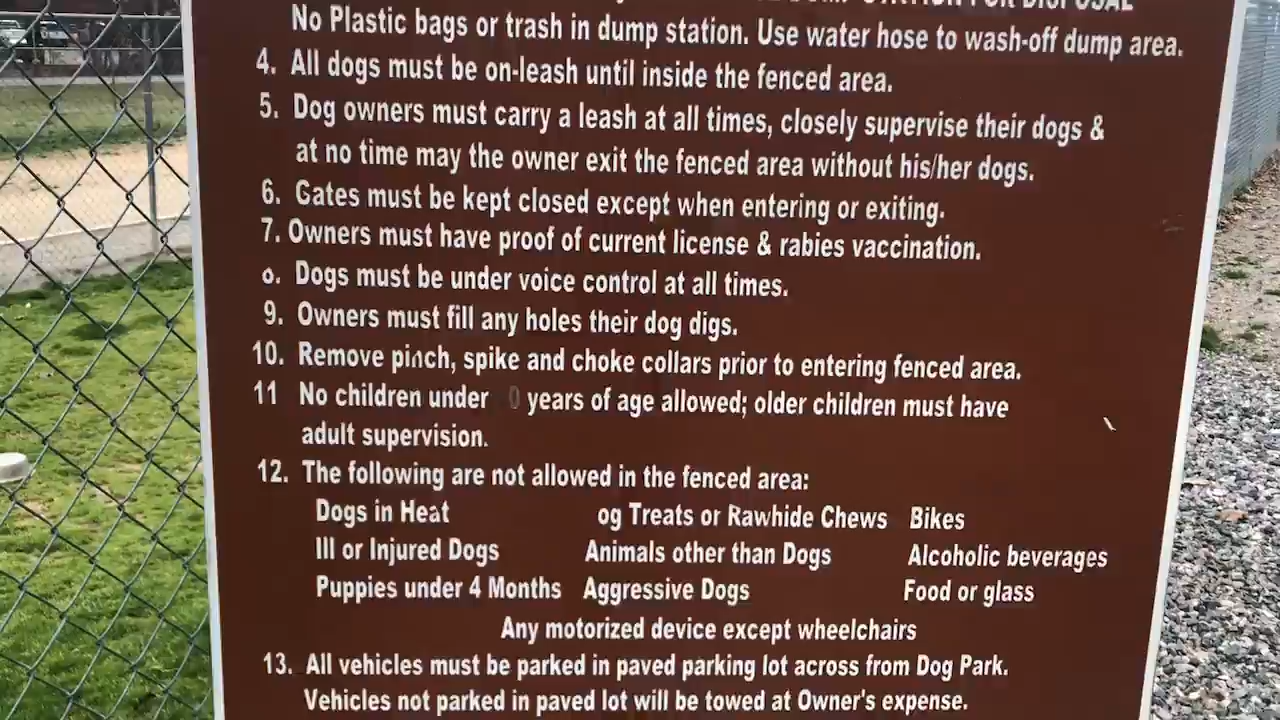 STATION FOR DISPOSAL
No Plastic bags or trash in dump station. Use water hose to wash-off dump area.
4. All dogs must be on-leash until inside the fenced area.
5. Dog owners must carry a leash at all times, closely supervise their dogs &
at no time may the owner exit the fenced area without his/her dogs.
6. Gates must be kept closed except when entering or exiting.
7. Owners must have proof of current license & rabies vaccination.
o. Dogs must be under voice control at all times.
9. Owners must fill any holes their dog digs.
10. Remove pinch, spike and choke collars prior to entering fenced area.
11 No children under 0 years of age allowed; older children must have
adult supervision.
12. The following are not allowed in the fenced area:
Dogs in Heat og Treats or Rawhide Chews Bikes
Ill or Injured Dogs Animals other than Dogs Alcoholic beverages
Puppies under 4 Months Aggressive Dogs Food or glass
Any motorized device except wheelchairs
13. All vehicles must be parked in paved parking lot across from Dog Park.
Vehicles not parked in paved lot will be towed at Owner's expense.